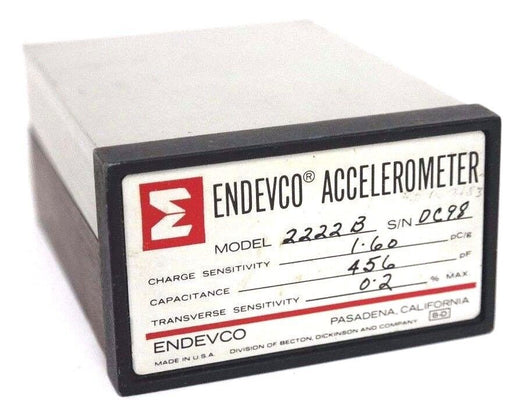 ENDEVCO® ACCELEROMETER
MODEL 2222B S/N DC98
CHARGE SENSITIVITY 1.60 pC/g
CAPACITANCE 456 pF
TRANSVERSE SENSITIVITY 0.2 % MAX
ENDEVCO PASADENA, CALIFORNIA
MADE IN U.S.A. DIVISION OF BECTON, DICKINSON AND COMPANY B-D